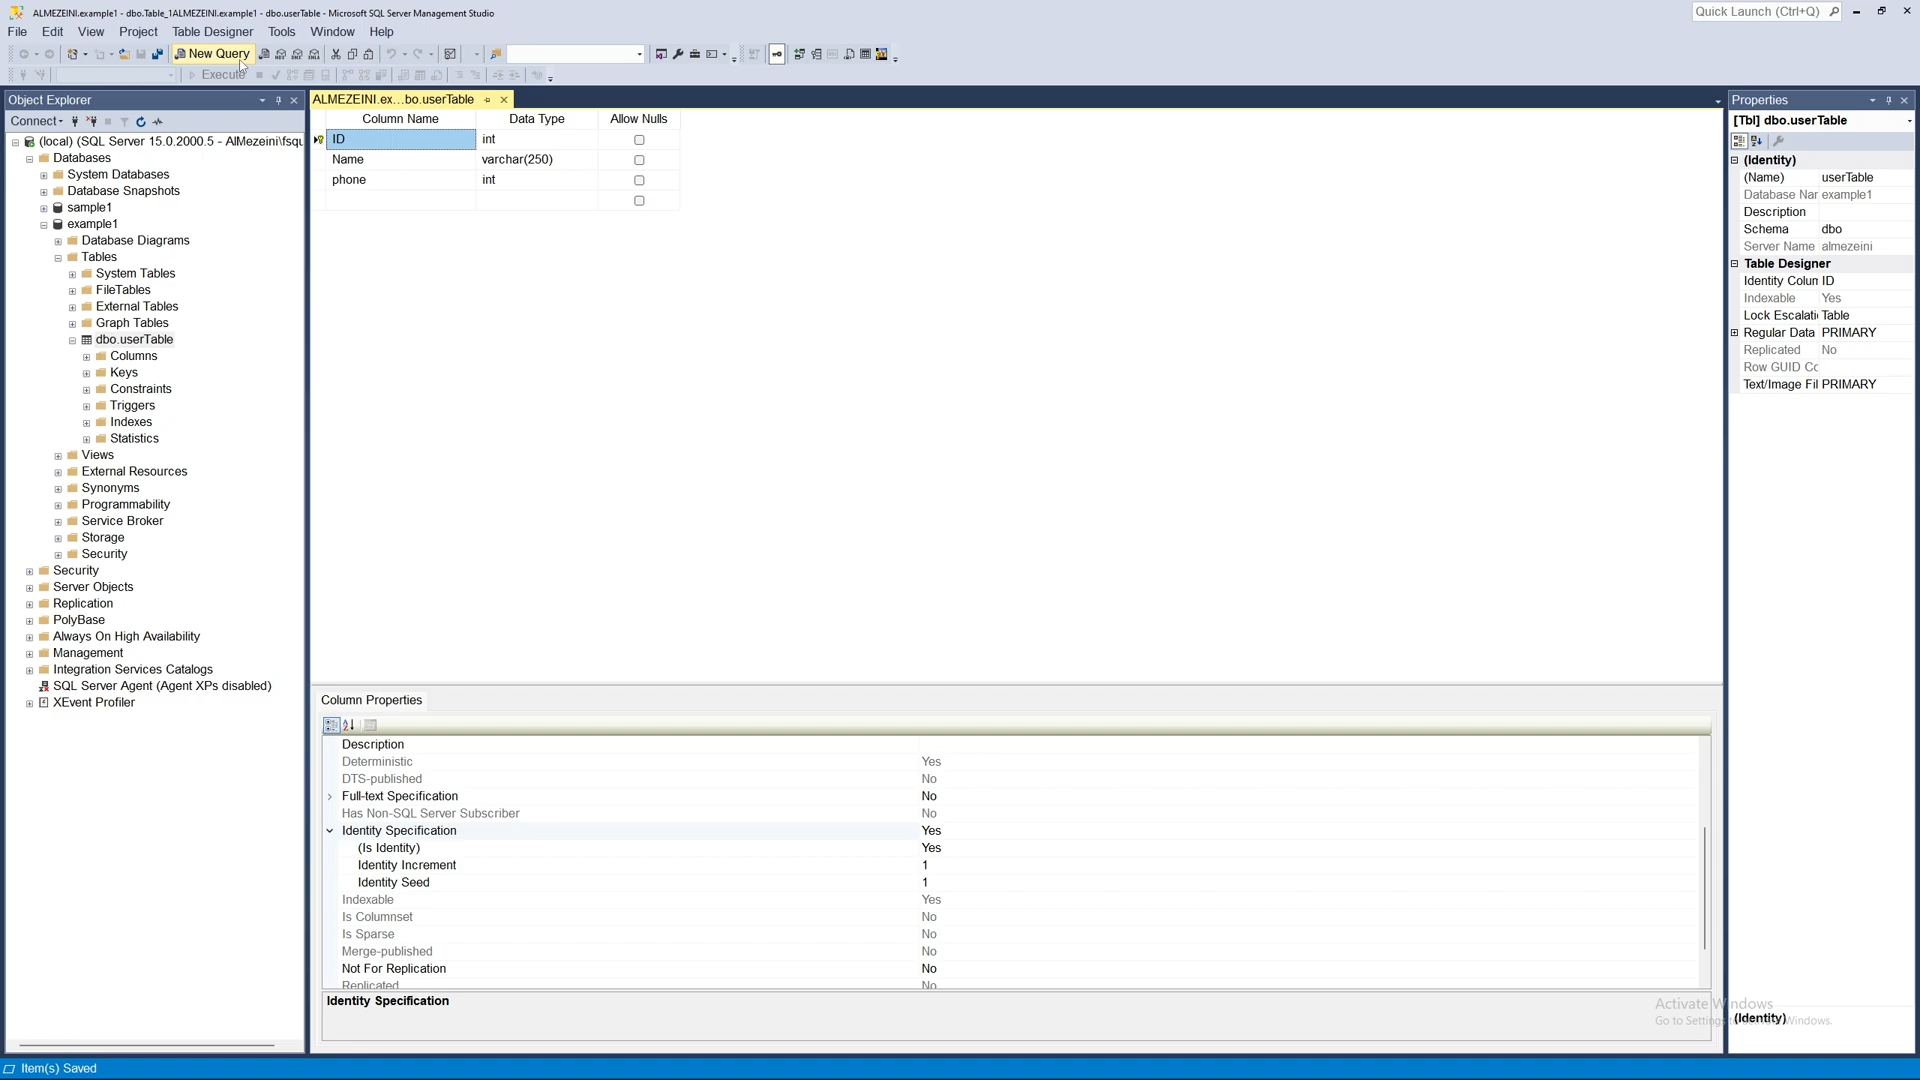 ALMEZEINI.example1 - dbo.Table_1ALMEZEINI.example1 - dbo.userTable - Microsoft SQL Server Management Studio
Quick Launch (Ctrl+Q)
File Edit View Project Table Designer Tools Window Help
New Query
Execute
Object Explorer
Connect
(local) (SQL Server 15.0.2000.5 - AlMezeini\fsqu
Databases
System Databases
Database Snapshots
sample1
example1
Database Diagrams
Tables
System Tables
FileTables
External Tables
Graph Tables
dbo.userTable
Columns
Keys
Constraints
Triggers
Indexes
Statistics
Views
External Resources
Synonyms
Programmability
Service Broker
Storage
Security
Security
Server Objects
Replication
PolyBase
Always On High Availability
Management
Integration Services Catalogs
SQL Server Agent (Agent XPs disabled)
XEvent Profiler
ALMEZEINI.ex...bo.userTable
Column Name Data Type Allow Nulls
ID int
Name varchar(250)
phone int
Column Properties
Description
Deterministic Yes
DTS-published No
Full-text Specification No
Has Non-SQL Server Subscriber No
Identity Specification Yes
(Is Identity) Yes
Identity Increment 1
Identity Seed 1
Indexable Yes
Is Columnset No
Is Sparse No
Merge-published No
Not For Replication No
Replicated No
Identity Specification
Properties
[Tbl] dbo.userTable
(Identity)
(Name) userTable
Database Nar example1
Description
Schema dbo
Server Name almezeini
Table Designer
Identity Colum ID
Indexable Yes
Lock Escalati Table
Regular Data PRIMARY
Replicated No
Row GUID Cc
Text/Image Fil PRIMARY
Activate Windows
Go to Settings Windows.
(Identity)
Item(s) Saved